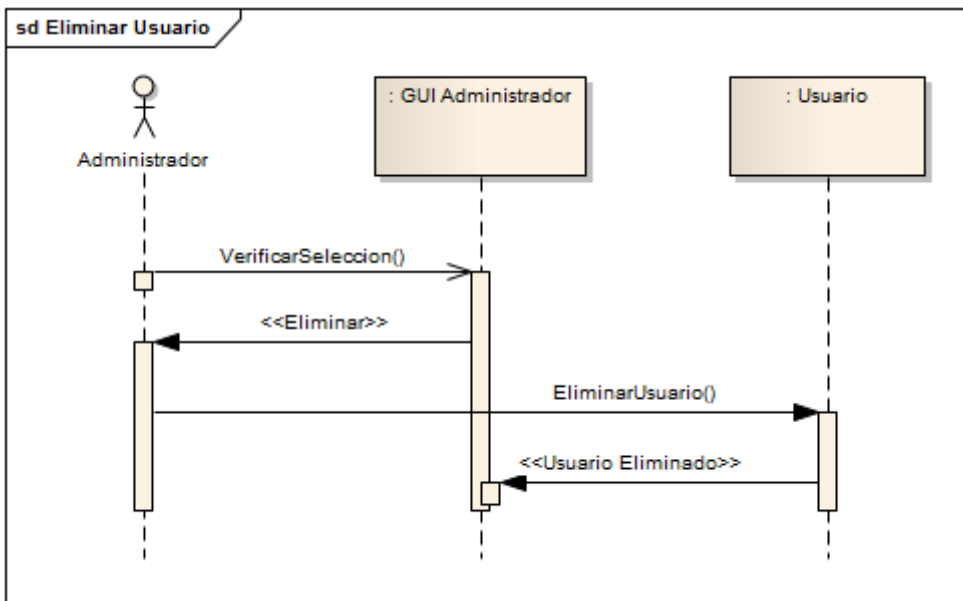 sd Eliminar Usuario
Administrador
: GUI Administrador
: Usuario
VerificarSeleccion()
<<Eliminar>>
EliminarUsuario()
<<Usuario Eliminado>>